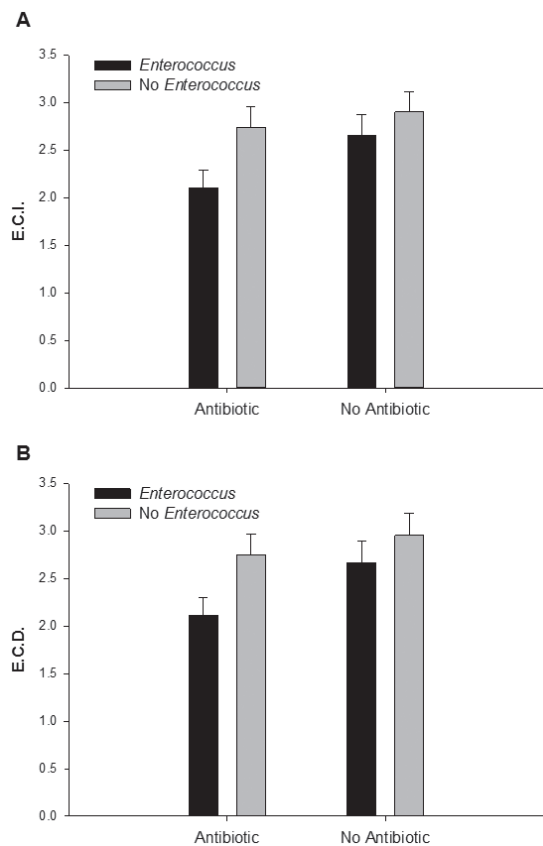 A
3.5
Enterococcus
No Enterococcus
3.0
2.5
2.0
E.C.I.
1.5
1.0
0.5
0.0
Antibiotic No Antibiotic
B
3.5
Enterococcus
No Enterococcus
3.0
2.5
2.0
E.C.D.
1.5
1.0
0.5
0.0
Antibiotic No Antibiotic